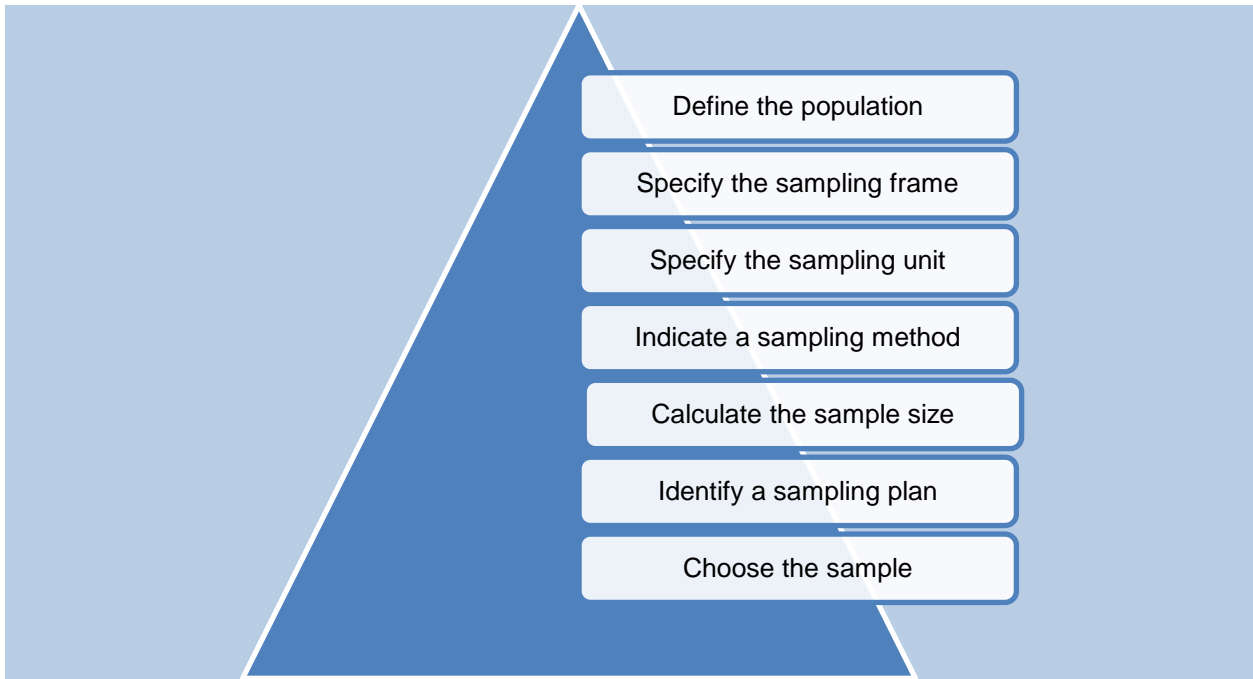 Define the population
Specify the sampling frame
Specify the sampling unit
Indicate a sampling method
Calculate the sample size
Identify a sampling plan
Choose the sample